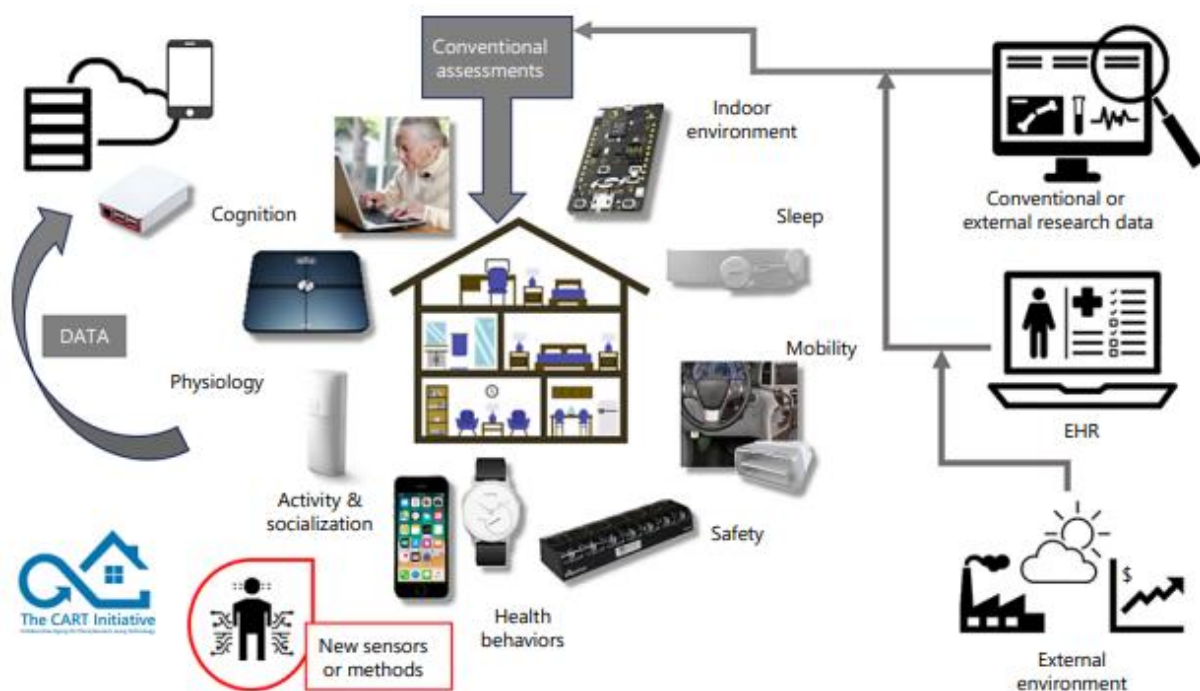 Conventional
assessments
Indoor
environment
Conventional or
external research data
Cognition
Sleep
DATA
Mobility
Physiology
EHR
Activity &
socialization
Safety
$
The CART Initiative
New sensors
or methods
Health
behaviors
External
environment